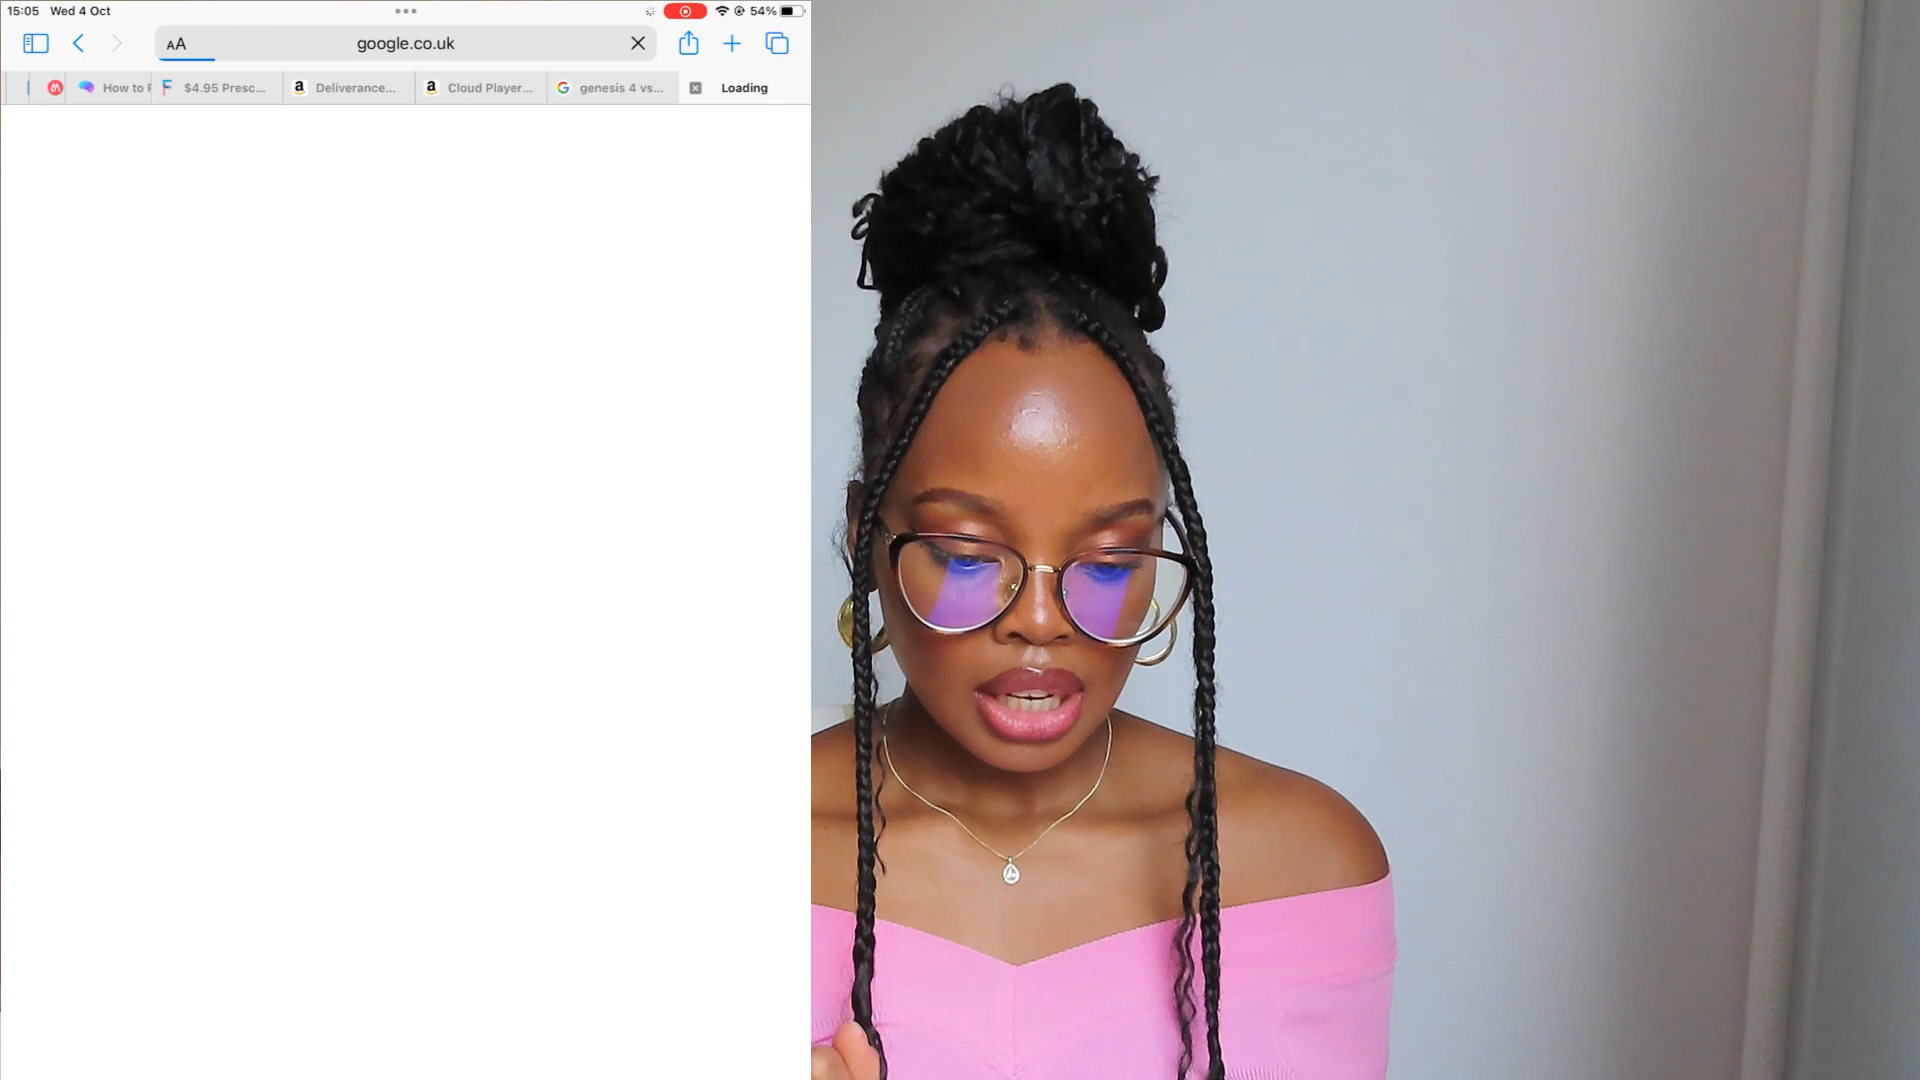 15:05 Wed 4 Oct 54%
AA google.co.uk
How to $4.95 Presc... a Deliverance... a Cloud Player... G genesis 4 vs... Loading